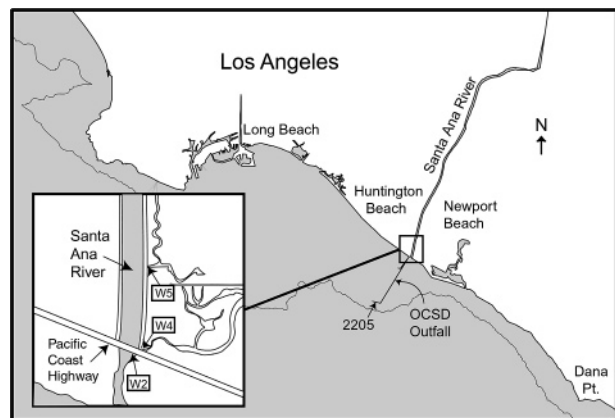 Los Angeles
Long Beach
Santa Ana River
N
Huntington
Beach
Newport
Beach
Santa
Ana
River
W5
W4
Pacific
Coast
Highway
W2
2205
OCSD
Outfall
Dana
Pt.